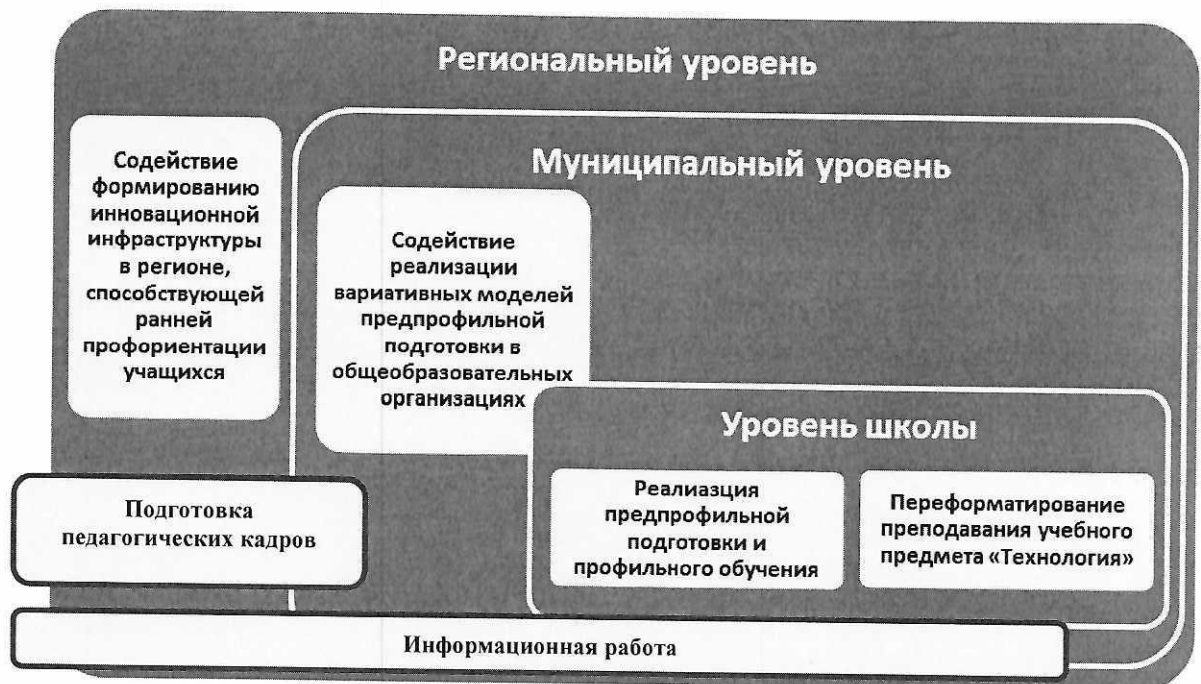 Региональный уровень
Содействие
формированию
инновационной
инфраструктуры
в регионе,
способствующей
ранней
профориентации
учащихся
Муниципальный уровень
Содействие
реализации
вариативных моделей
предпрофильной
подготовки в
общеобразовательных
организациях
Уровень школы
Реалиазция
предпрофильной
подготовки и
профильного обучения
Переформатирование
преподавания учебного
предмета «Технология»
Подготовка
педагогических кадров
Информационная работа